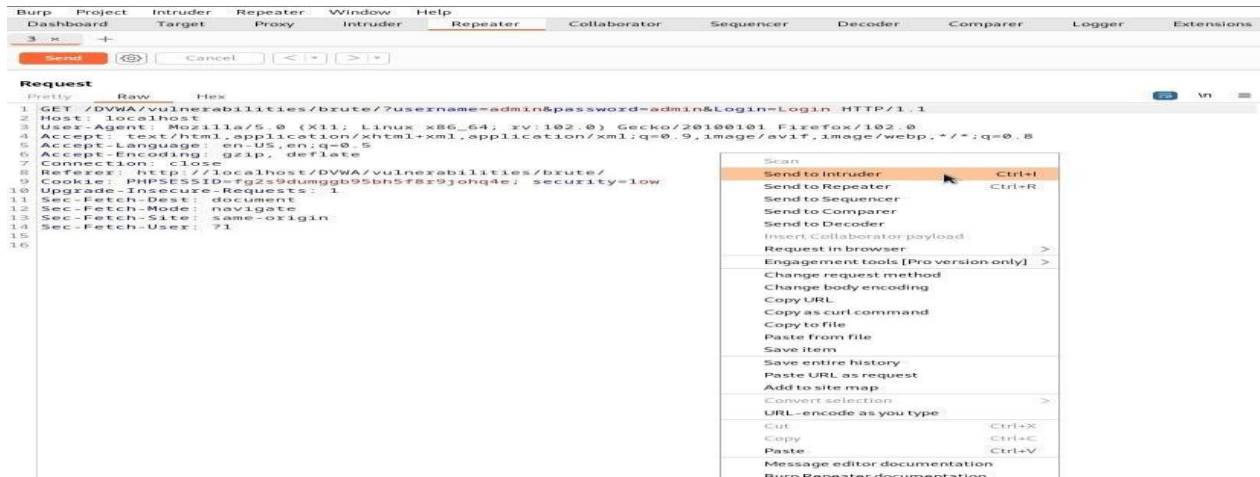 Burp Project Intruder Repeater Window Help
Dashboard Target Proxy Intruder Repeater Collaborator Sequencer Decoder Comparer Logger Extensions
3 × +
Send Cancel < >
Request
Pretty Raw Hex \n
1 GET /DVWA/vulnerabilities/brute/?username=admin&password=admin&Login=Login HTTP/1.1
2 Host: localhost
3 User-Agent: Mozilla/5.0 (X11; Linux x86_64; rv:102.0) Gecko/20100101 Firefox/102.0
4 Accept: text/html,application/xhtml+xml,application/xml;q=0.9,image/avif,image/webp,*/*;q=0.8
5 Accept-Language: en-US,en;q=0.5
6 Accept-Encoding: gzip, deflate
7 Connection: close
8 Referer: http://localhost/DVWA/vulnerabilities/brute/
9 Cookie: PHPSESSID=fg2s9dumggb95bh5f8r9johq4e; security=low
10 Upgrade-Insecure-Requests: 1
11 Sec-Fetch-Dest: document
12 Sec-Fetch-Mode: navigate
13 Sec-Fetch-Site: same-origin
14 Sec-Fetch-User: ?1
15
16
Scan
Send to Intruder Ctrl+I
Send to Repeater Ctrl+R
Send to Sequencer
Send to Comparer
Send to Decoder
Insert Collaborator payload
Request in browser >
Engagement tools [Pro version only] >
Change request method
Change body encoding
Copy URL
Copy as curl command
Copy to file
Paste from file
Save item
Save entire history
Paste URL as request
Add to site map
Convert selection >
URL-encode as you type
Cut Ctrl+X
Copy Ctrl+C
Paste Ctrl+V
Message editor documentation
Burp Repeater documentation